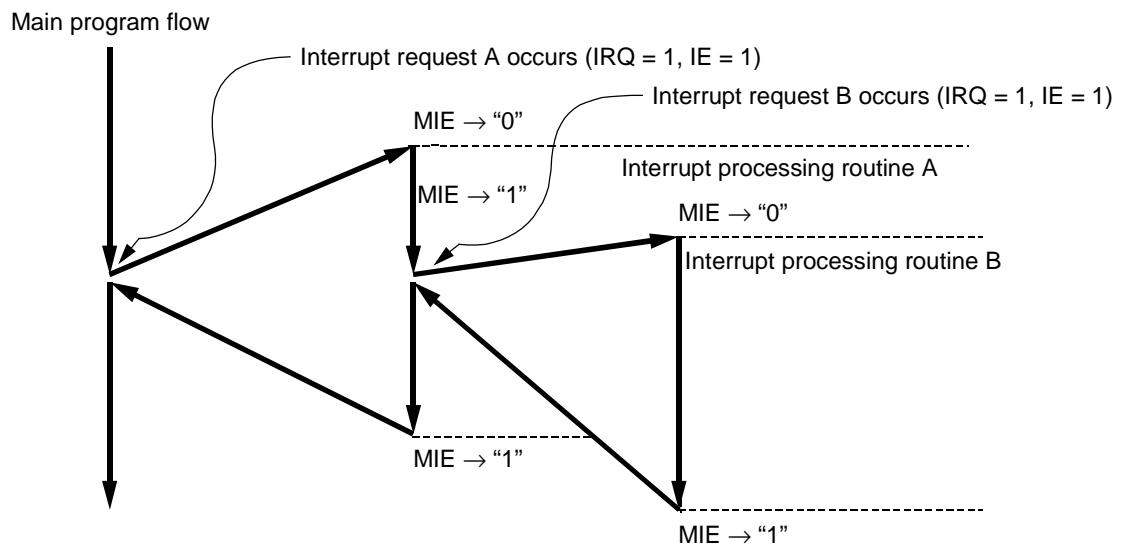 Main program flow
Interrupt request A occurs (IRQ = 1, IE = 1)
Interrupt request B occurs (IRQ = 1, IE = 1)
MIE → “0”
Interrupt processing routine A
MIE → “1”
MIE → “0”
Interrupt processing routine B
MIE → “1”
MIE → “1”